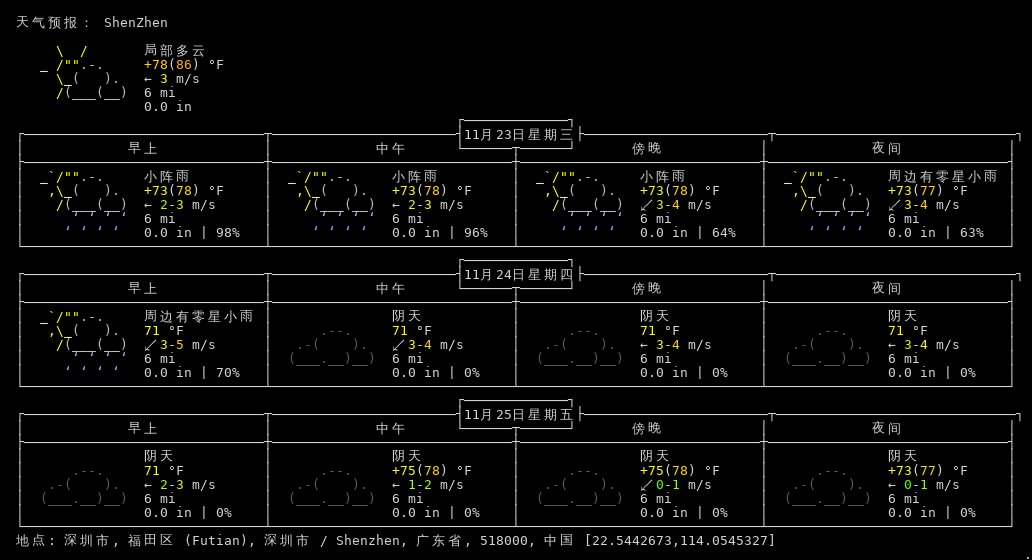 天气预报： ShenZhen
局部多云
+78(86) °F
← 3 m/s
6 mi
0.0 in
11月23日星期三
早上 中午 傍晚 夜间
小阵雨 小阵雨 小阵雨 周边有零星小雨
+73(78) °F +73(78) °F +73(78) °F +73(77) °F
← 2-3 m/s ← 2-3 m/s ↙ 3-4 m/s ↙ 3-4 m/s
6 mi 6 mi 6 mi 6 mi
0.0 in | 98% 0.0 in | 96% 0.0 in | 64% 0.0 in | 63%
11月24日星期四
早上 中午 傍晚 夜间
周边有零星小雨 阴天 阴天 阴天
71 °F 71 °F 71 °F 71 °F
↙ 3-5 m/s ↙ 3-4 m/s ← 3-4 m/s ← 3-4 m/s
6 mi 6 mi 6 mi 6 mi
0.0 in | 70% 0.0 in | 0% 0.0 in | 0% 0.0 in | 0%
11月25日星期五
早上 中午 傍晚 夜间
阴天 阴天 阴天 阴天
71 °F +75(78) °F +75(78) °F +73(77) °F
← 2-3 m/s ← 1-2 m/s ↙ 0-1 m/s ← 0-1 m/s
6 mi 6 mi 6 mi 6 mi
0.0 in | 0% 0.0 in | 0% 0.0 in | 0% 0.0 in | 0%
地点: 深圳市, 福田区 (Futian), 深圳市 / Shenzhen, 广东省, 518000, 中国 [22.5442673,114.0545327]